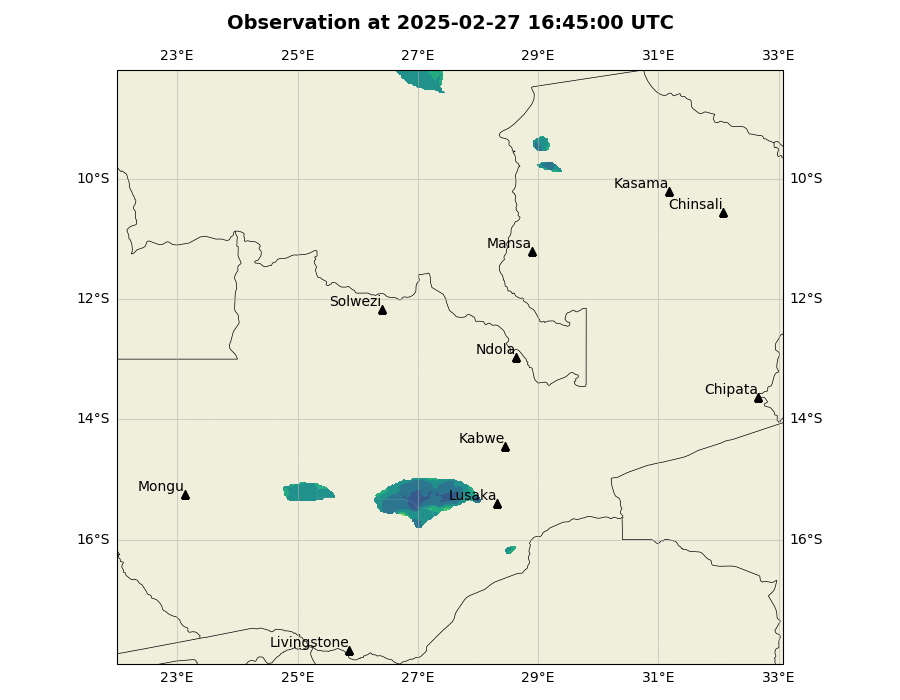 Observation at 2025-02-27 16:45:00 UTC
23°E 25°E 27°E 29°E 31°E 33°E
10°S 10°S
Kasama
Chinsali
Mansa
12°S 12°S
Solwezi
Ndola
Chipata
14°S 14°S
Kabwe
Mongu
Lusaka
16°S 16°S
Livingstone
23°E 25°E 27°E 29°E 31°E 33°E